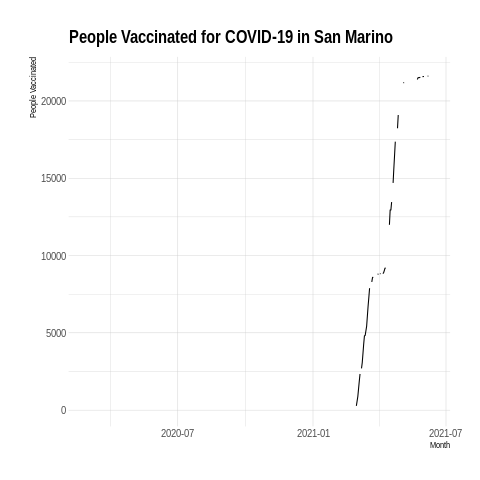 People Vaccinated for COVID-19 in San Marino
People Vaccinated
20000
15000
10000
5000
0
2020-07
2021-01
2021-07
Month